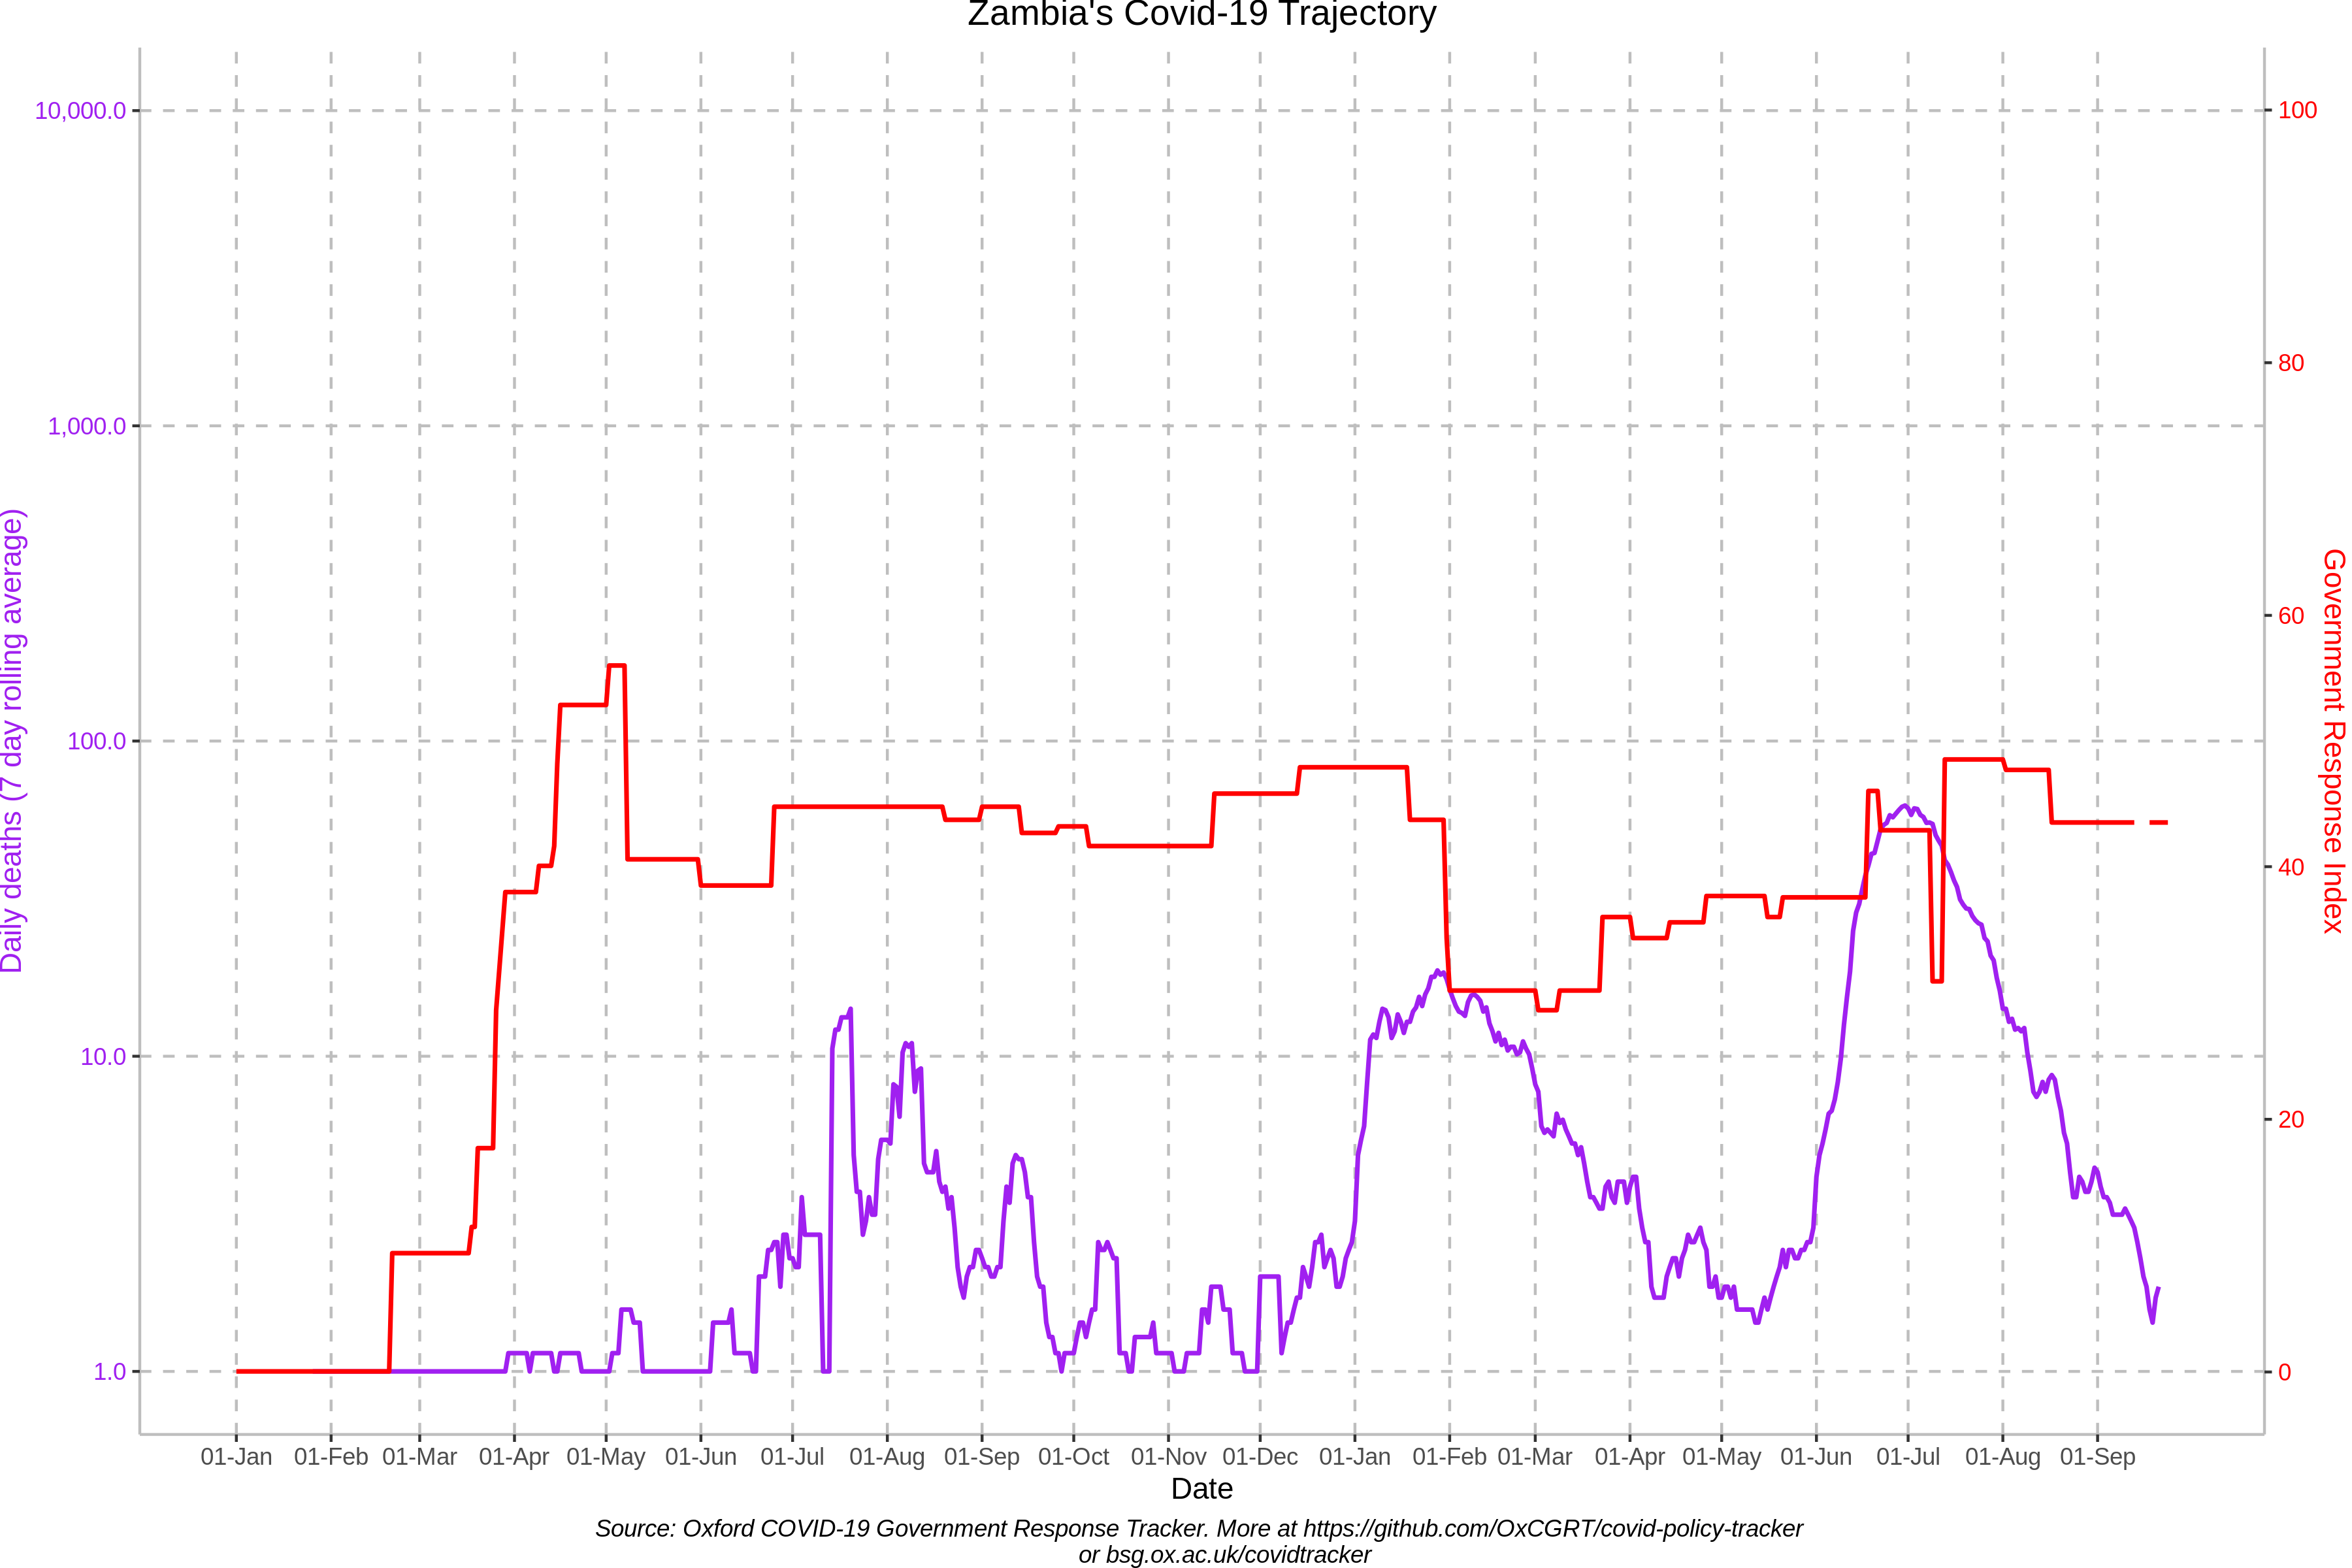 Zambia's Covid-19 Trajectory
10,000.0
1,000.0
100.0
10.0
1.0
Daily deaths (7 day rolling average)
100
80
60
40
20
0
Government Response Index
01-Jan 01-Feb 01-Mar 01-Apr 01-May 01-Jun 01-Jul 01-Aug 01-Sep 01-Oct 01-Nov 01-Dec 01-Jan 01-Feb 01-Mar 01-Apr 01-May 01-Jun 01-Jul 01-Aug 01-Sep
Date
Source: Oxford COVID-19 Government Response Tracker. More at https://github.com/OxCGRT/covid-policy-tracker
or bsg.ox.ac.uk/covidtracker